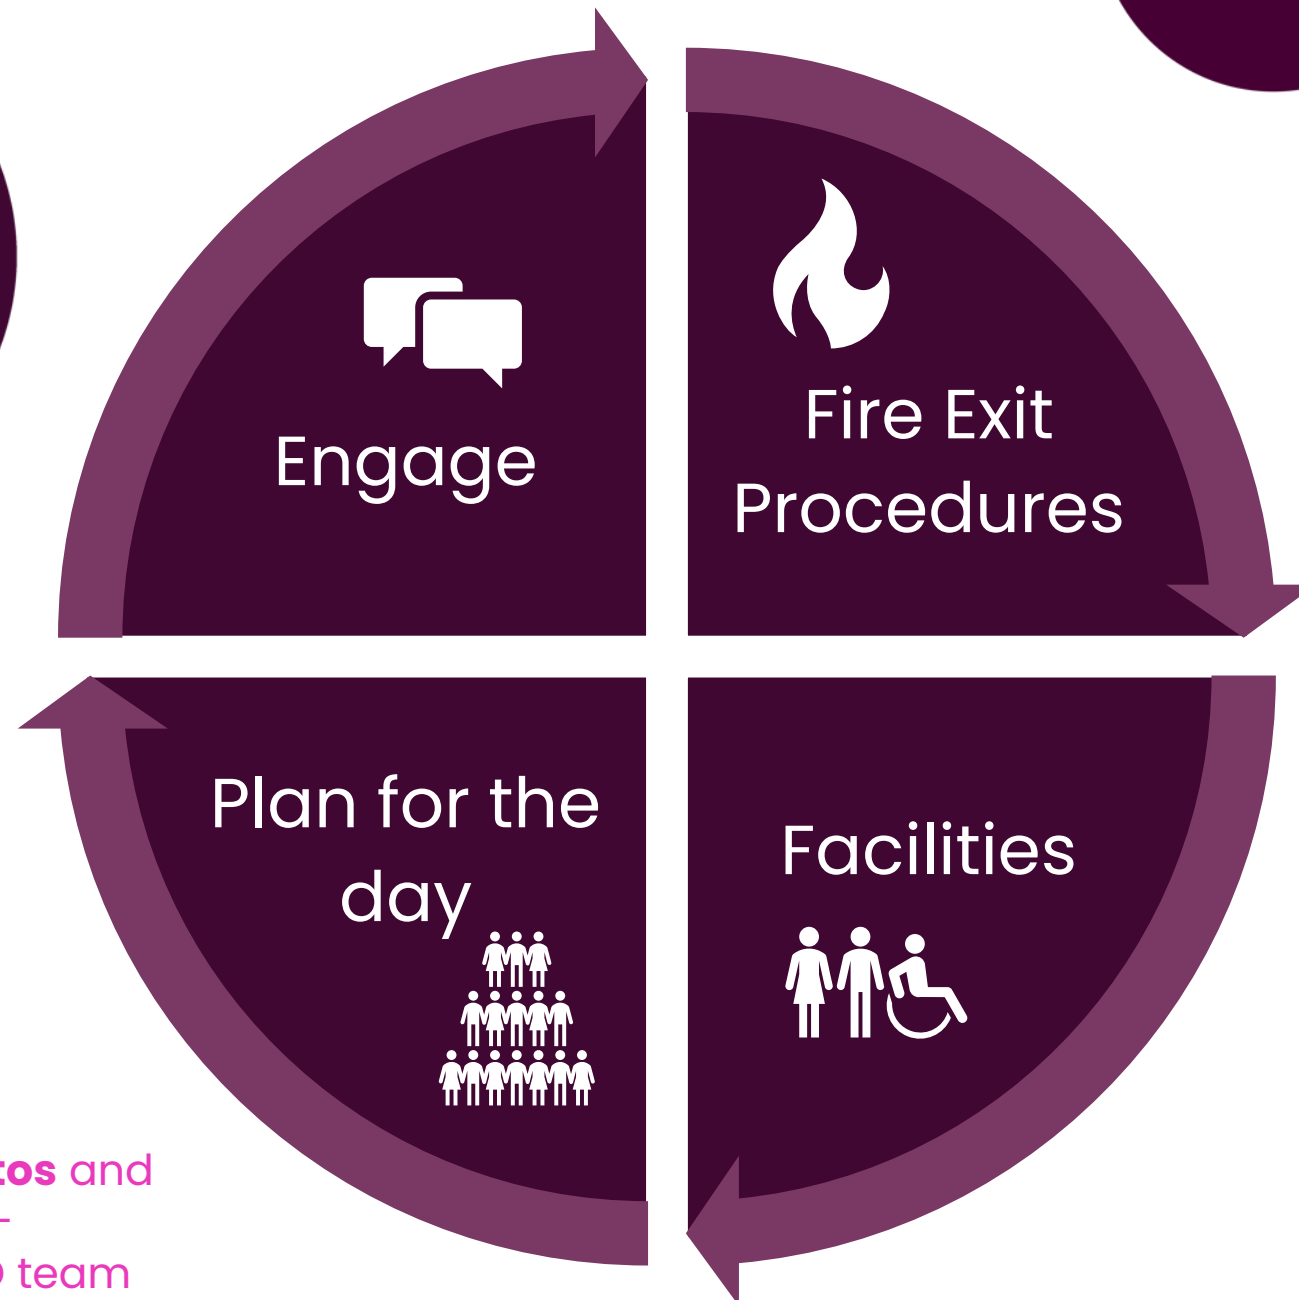 Engage
Fire Exit
Procedures
Plan for the
day
Facilities
and
team